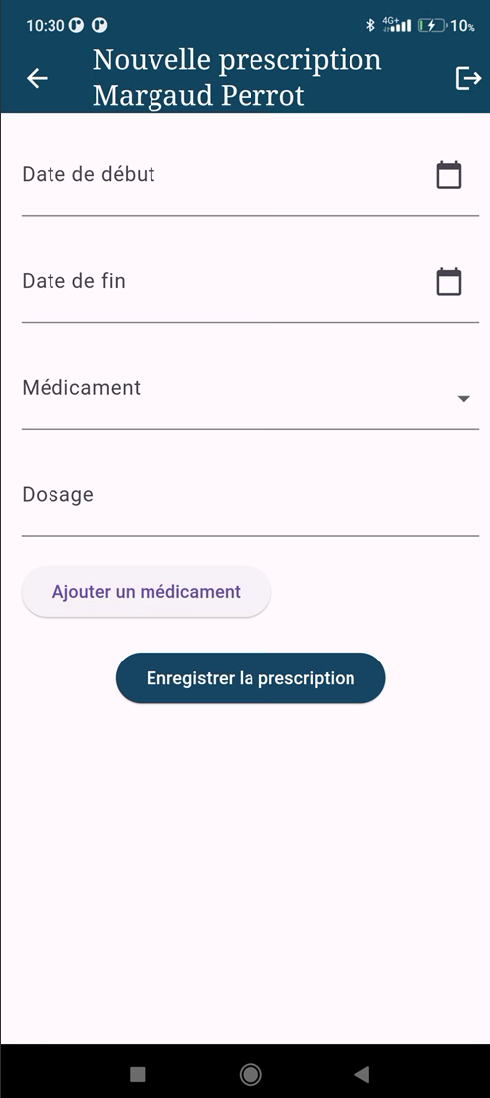 10:30 4G+ 10%
Nouvelle prescription
Margaud Perrot
Date de début
Date de fin
Médicament
Dosage
Ajouter un médicament
Enregistrer la prescription